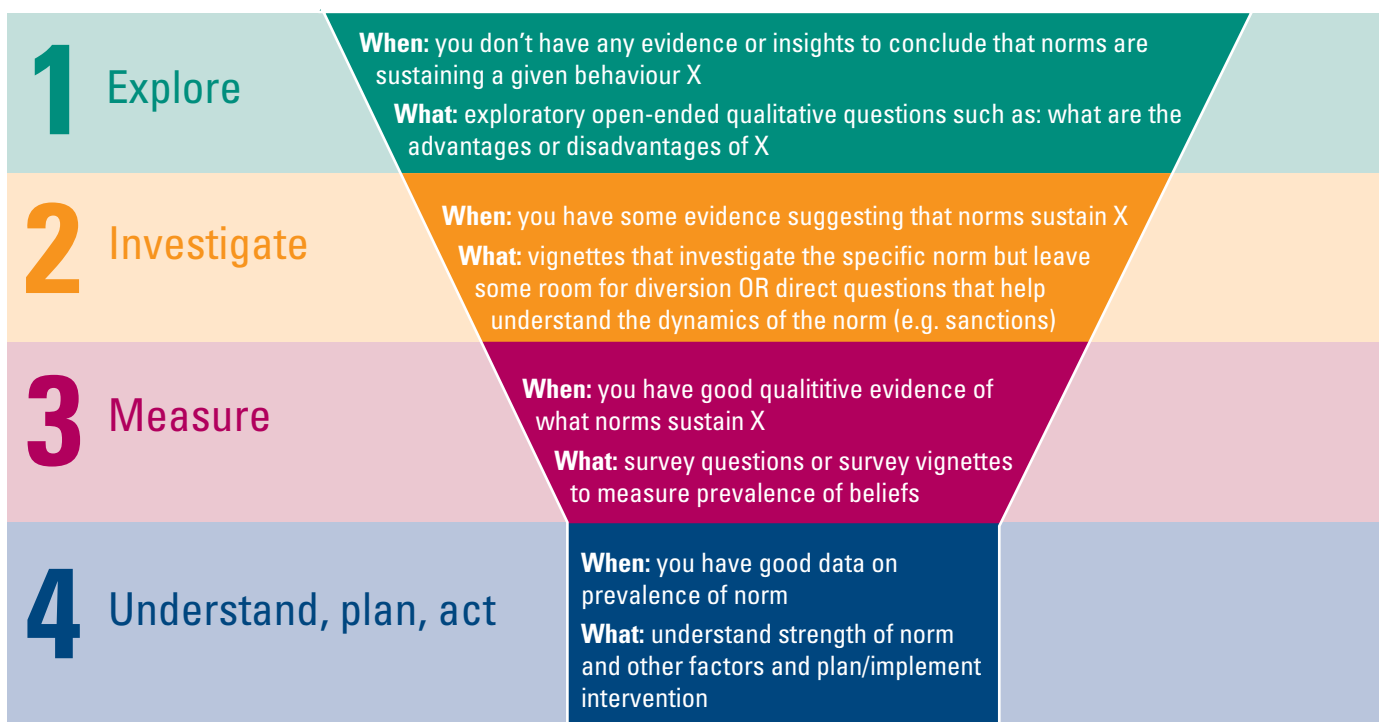 1 Explore
When: you don’t have any evidence or insights to conclude that norms are
sustaining a given behaviour X
What: exploratory open-ended qualitative questions such as: what are the
advantages or disadvantages of X
2 Investigate
When: you have some evidence suggesting that norms sustain X
What: vignettes that investigate the specific norm but leave
some room for diversion OR direct questions that help
understand the dynamics of the norm (e.g. sanctions)
3 Measure
When: you have good qualititive evidence of
what norms sustain X
What: survey questions or survey vignettes
to measure prevalence of beliefs
4 Understand, plan, act
When: you have good data on
prevalence of norm
What: understand strength of norm
and other factors and plan/implement
intervention